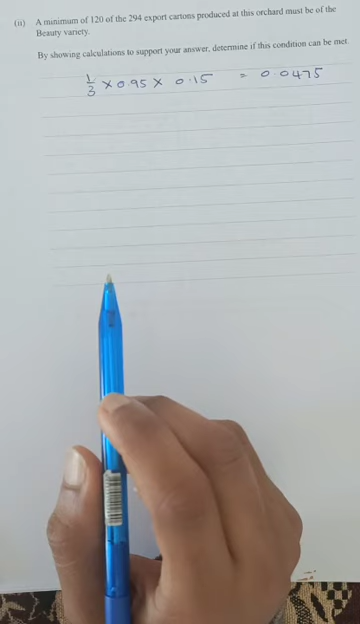 (ii) A minimum of 120 of the 294 export cartons produced at this orchard must be of the
Beauty variety.
By showing calculations to support your answer, determine if this condition can be met.
1/3 × 0.95 × 0.15 = 0.0475